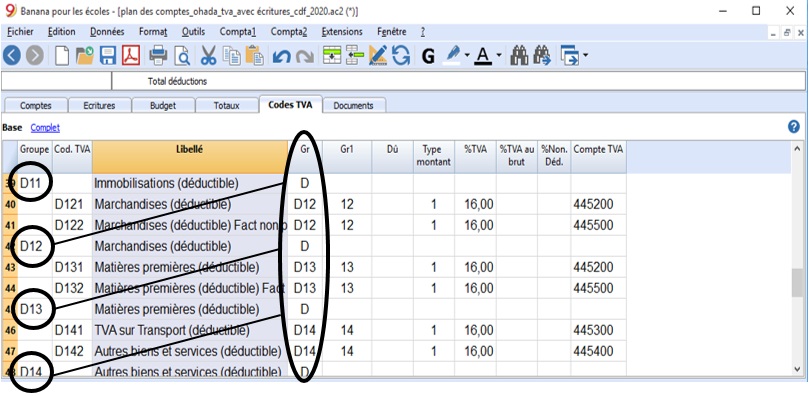 9 Banana pour les écoles - [plan des comptes_ohada_tva_avec écritures_cdf_2020.ac2 (*)]
Fichier Edition Données Format Outils Compta1 Compta2 Extensions Fenêtre ?
G A
Total déductions
Comptes Ecritures Budget Totaux Codes TVA Documents
Base Complet ?
Groupe Cod. TVA Libellé Gr Gr1 Dû Type montant %TVA %TVA au brut %Non. Déd. Compte TVA
39 D11 Immobilisations (déductible) D
40 D121 Marchandises (déductible) D12 12 1 16,00 445200
41 D122 Marchandises (déductible) Fact non p D12 12 1 16,00 445500
42 D12 Marchandises (déductible) D
43 D131 Matières premières (déductible) D13 13 1 16,00 445200
44 D132 Matières premières (déductible) Fact D13 13 1 16,00 445500
45 D13 Matières premières (déductible) D
46 D141 TVA sur Transport (déductible) D14 14 1 16,00 445300
47 D142 Autres biens et services (déductible) D14 14 1 16,00 445400
48 D14 Autres biens et services (déductible) D